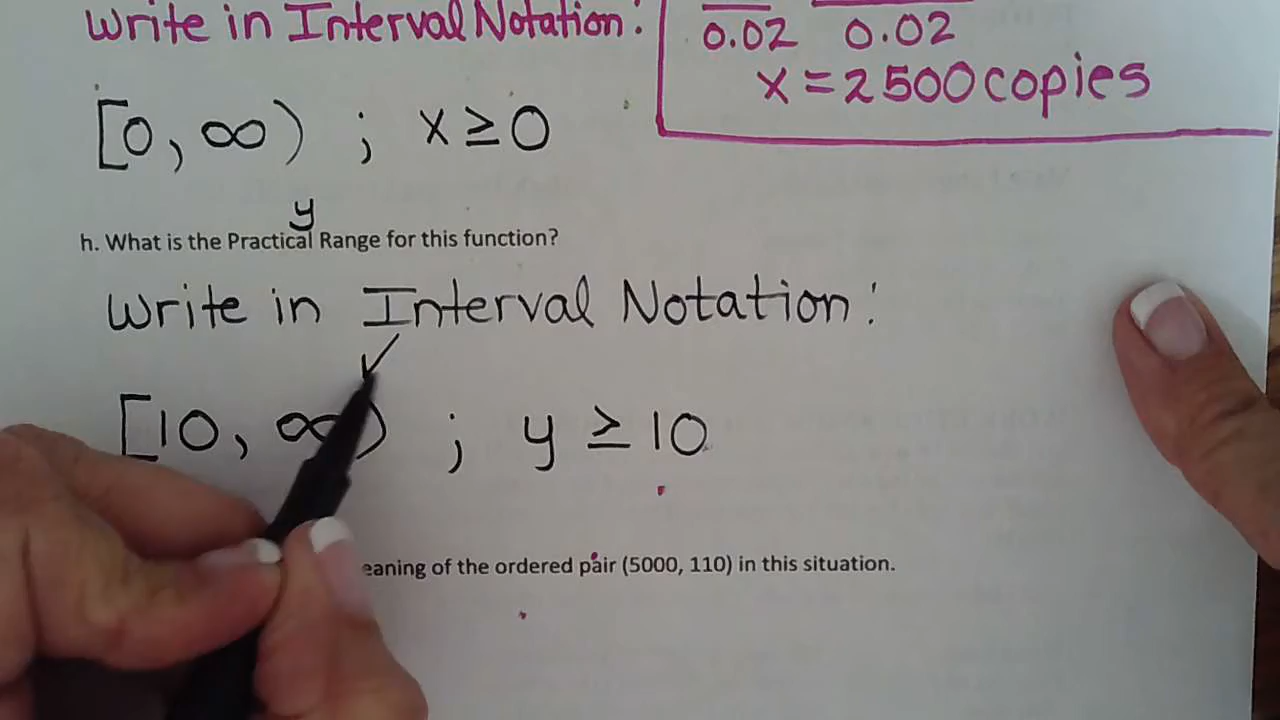 Write in Interval Notation:
0.02 0.02
x = 2500 copies
[0, ∞) ; x ≥ 0
y
h. What is the Practical Range for this function?
Write in Interval Notation:
[10, ∞) ; y ≥ 10
eaning of the ordered pair (5000, 110) in this situation.